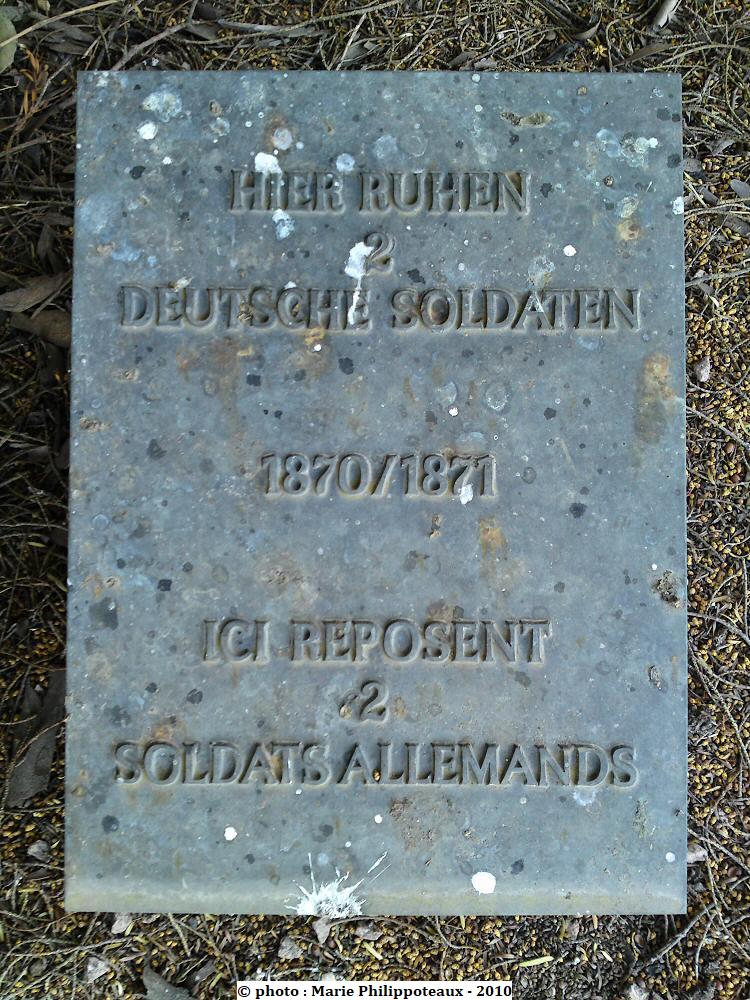 HIER RUHEN
2
DEUTSCHE SOLDATEN
1870/1871
ICI REPOSENT
2
SOLDATS ALLEMANDS
© photo : Marie Philippoteaux - 2010